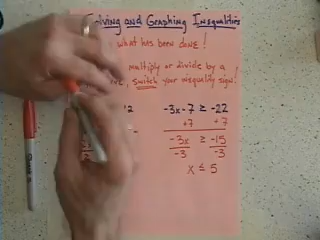 Solving and Graphing Inequalities
what has been done!
multiply or divide by a
switch your inequality sign!
12 -3x-7 ≥ -22
+7 +7
-3x ≥ -15
-3 -3
x ≤ 5